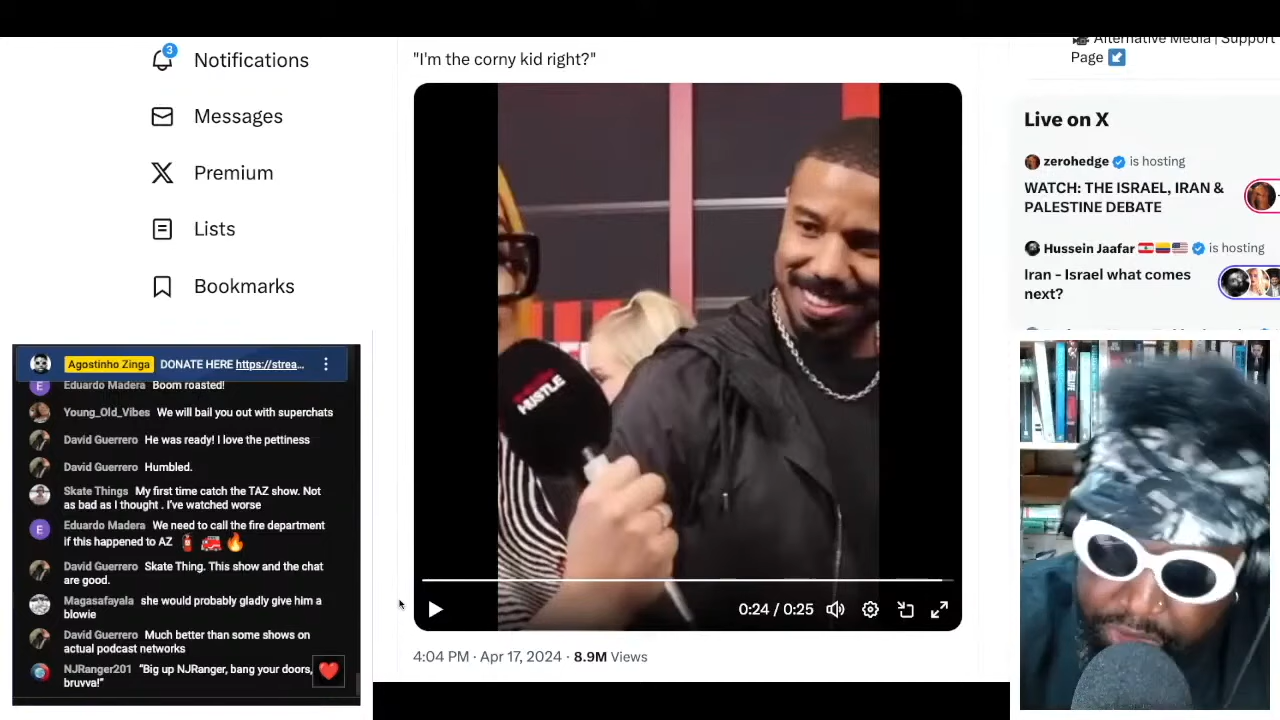 Notifications
3
Messages
Premium
Lists
Bookmarks
"I'm the corny kid right?"
HUSTLE
0:24 / 0:25
4:04 PM · Apr 17, 2024 · 8.9M Views
Alternative Media | Support
Page
Live on X
zerohedge is hosting
WATCH: THE ISRAEL, IRAN &
PALESTINE DEBATE
Hussein Jaafar is hosting
Iran - Israel what comes
next?
Agostinho Zinga DONATE HERE https://strea...
Eduardo Madera Boom roasted!
Young_Old_Vibes We will bail you out with superchats
David Guerrero He was ready! I love the pettiness
David Guerrero Humbled.
Skate Things My first time catch the TAZ show. Not
as bad as I thought . I've watched worse
Eduardo Madera We need to call the fire department
if this happened to AZ
David Guerrero Skate Thing. This show and the chat
are good.
Magasafayala she would probably gladly give him a
blowie
David Guerrero Much better than some shows on
actual podcast networks
NJRanger201 "Big up NJRanger, bang your doors,
bruvva!"